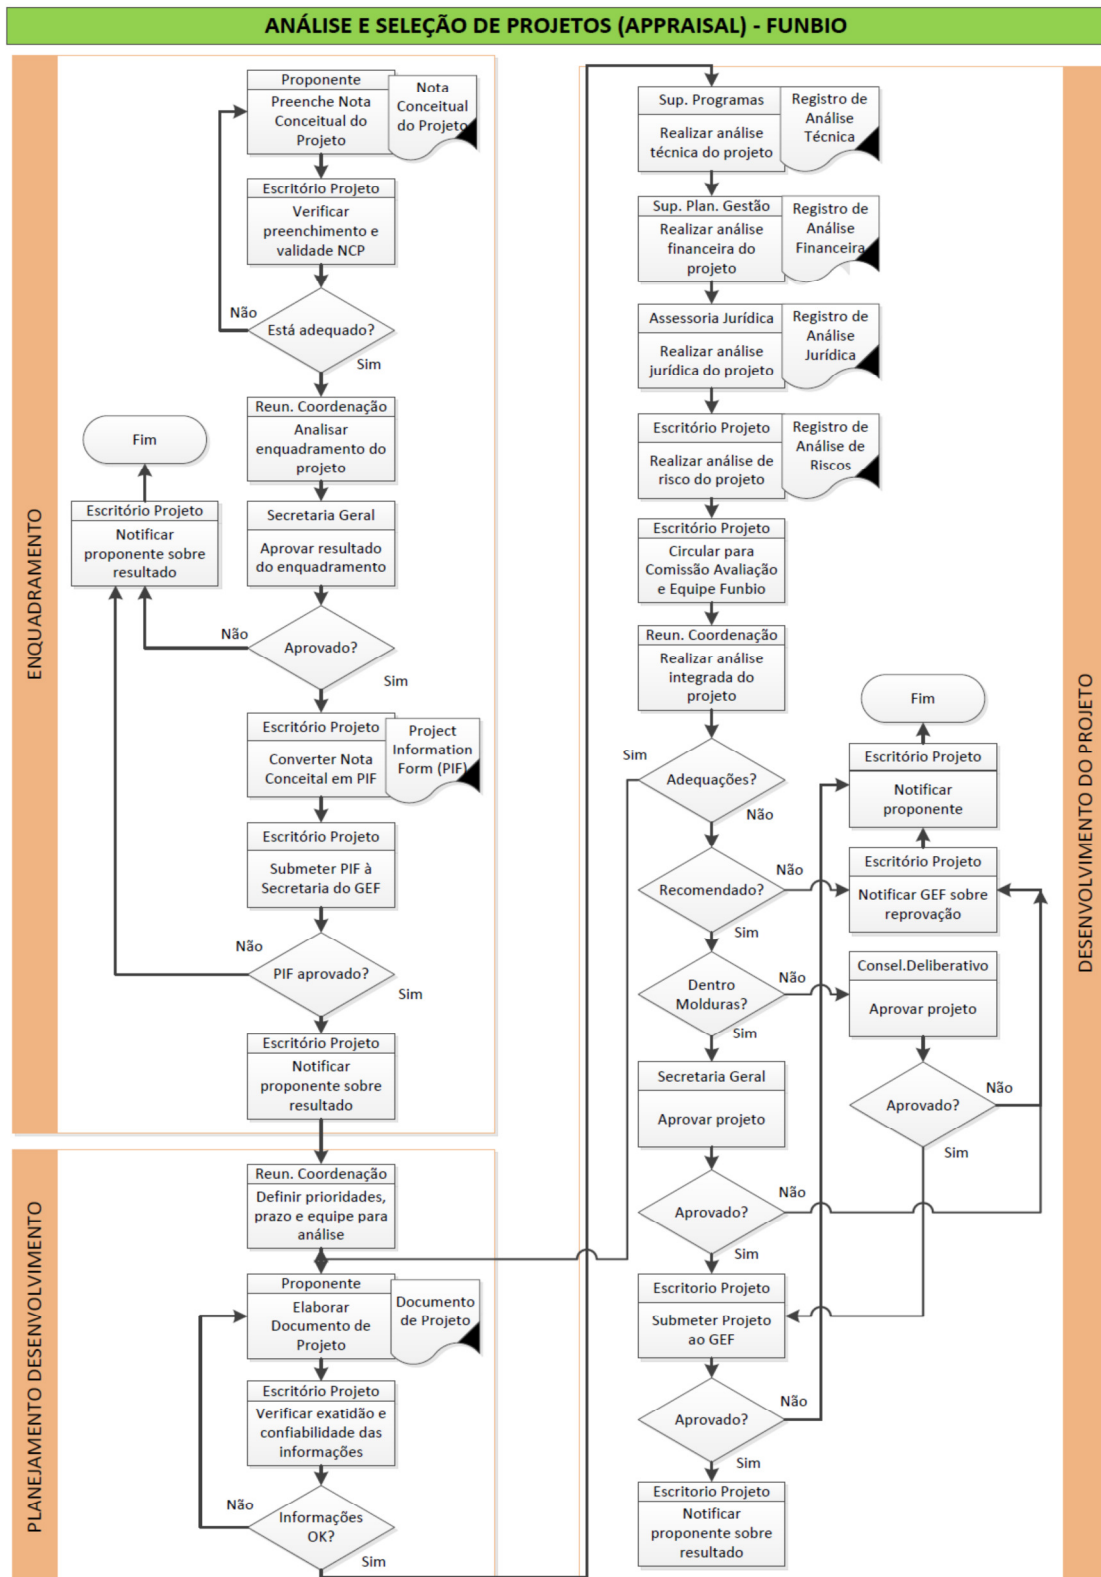 ANÁLISE E SELEÇÃO DE PROJETOS (APPRAISAL) - FUNBIO
ENQUADRAMENTO
Proponente
Preenche Nota
Conceitual do
Projeto
Nota
Conceitual
do Projeto
Escritório Projeto
Verificar
preenchimento e
validade NCP
Não
Está adequado?
Sim
Reun. Coordenação
Analisar
enquadramento do
projeto
Fim
Escritório Projeto
Notificar
proponente sobre
resultado
Secretaria Geral
Aprovar resultado
do enquadramento
Não
Aprovado?
Sim
Escritório Projeto
Converter Nota
Conceital em PIF
Project
Information
Form (PIF)
Escritório Projeto
Submeter PIF à
Secretaria do GEF
Não
PIF aprovado?
Sim
Escritório Projeto
Notificar
proponente sobre
resultado
PLANEJAMENTO DESENVOLVIMENTO
Reun. Coordenação
Definir prioridades,
prazo e equipe para
análise
Proponente
Elaborar
Documento de
Projeto
Documento
de Projeto
Escritório Projeto
Verificar exatidão e
confiabilidade das
informações
Não
Informações
OK?
Sim
DESENVOLVIMENTO DO PROJETO
Sup. Programas
Realizar análise
técnica do projeto
Registro de
Análise
Técnica
Sup. Plan. Gestão
Realizar análise
financeira do
projeto
Registro de
Análise
Financeira
Assessoria Jurídica
Realizar análise
jurídica do projeto
Registro de
Análise
Jurídica
Escritório Projeto
Realizar análise de
risco do projeto
Registro de
Análise de
Riscos
Escritório Projeto
Circular para
Comissão Avaliação
e Equipe Funbio
Reun. Coordenação
Realizar análise
integrada do
projeto
Sim
Adequações?
Não
Recomendado?
Não
Sim
Fim
Escritório Projeto
Notificar
proponente
Escritório Projeto
Notificar GEF sobre
reprovação
Dentro
Molduras?
Não
Sim
Consel.Deliberativo
Aprovar projeto
Aprovado?
Não
Sim
Secretaria Geral
Aprovar projeto
Aprovado?
Não
Sim
Escritorio Projeto
Submeter Projeto
ao GEF
Aprovado?
Não
Sim
Escritorio Projeto
Notificar
proponente sobre
resultado